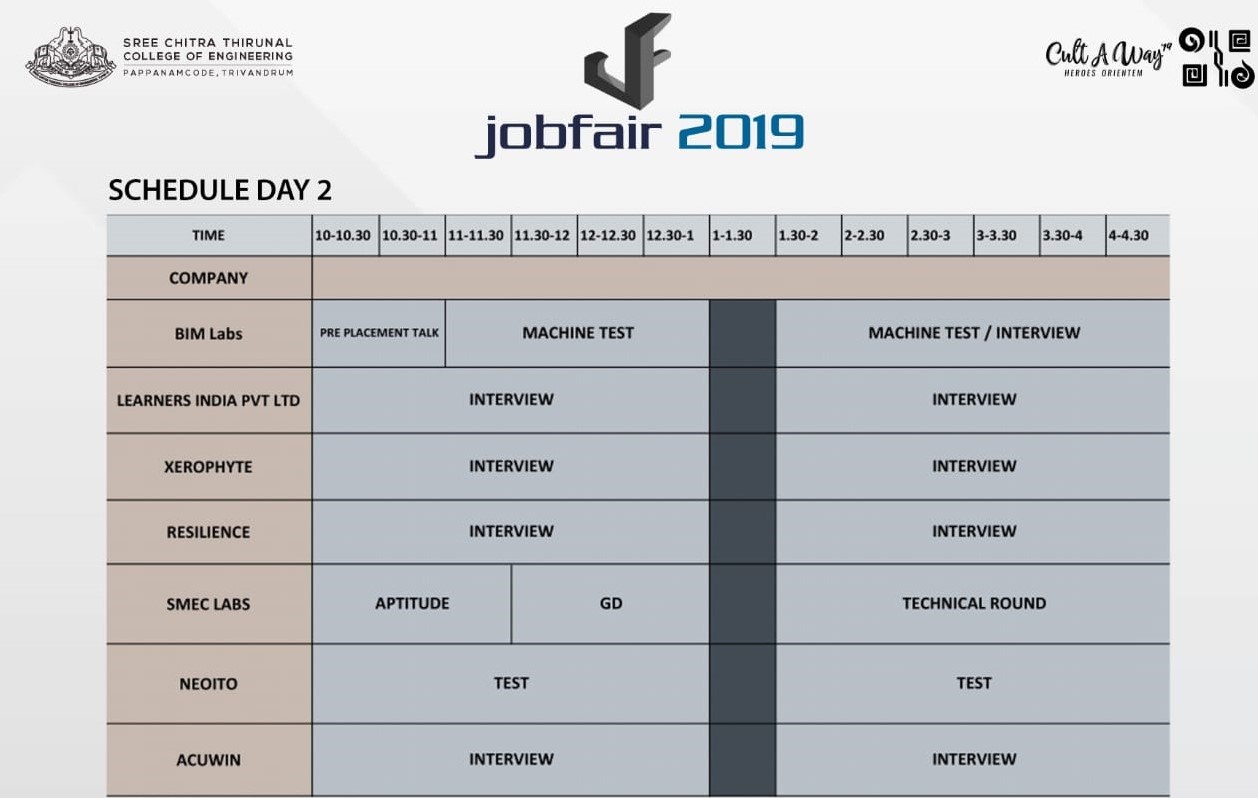 SREE CHITRA THIRUNAL
COLLEGE OF ENGINEERING
PAPPANAMCODE, TRIVANDRUM
Cult A Way'19
HEROES ORIENTEM
jobfair 2019
SCHEDULE DAY 2
TIME 10-10.30 10.30-11 11-11.30 11.30-12 12-12.30 12.30-1 1-1.30 1.30-2 2-2.30 2.30-3 3-3.30 3.30-4 4-4.30
COMPANY
BIM Labs PRE PLACEMENT TALK MACHINE TEST MACHINE TEST / INTERVIEW
LEARNERS INDIA PVT LTD INTERVIEW INTERVIEW
XEROPHYTE INTERVIEW INTERVIEW
RESILIENCE INTERVIEW INTERVIEW
SMEC LABS APTITUDE GD TECHNICAL ROUND
NEOITO TEST TEST
ACUWIN INTERVIEW INTERVIEW